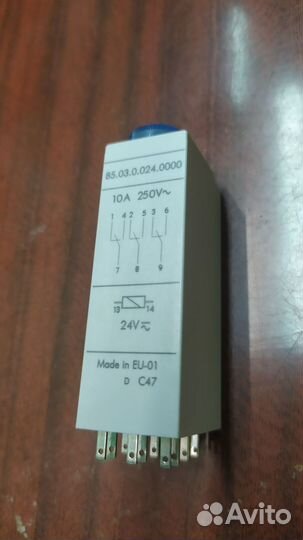 85.03.0.024.0000
10A 250V~
1 4 2 5 3 6
7 8 9
13 14
24V⎓
Made in EU-01
D C47
Avito